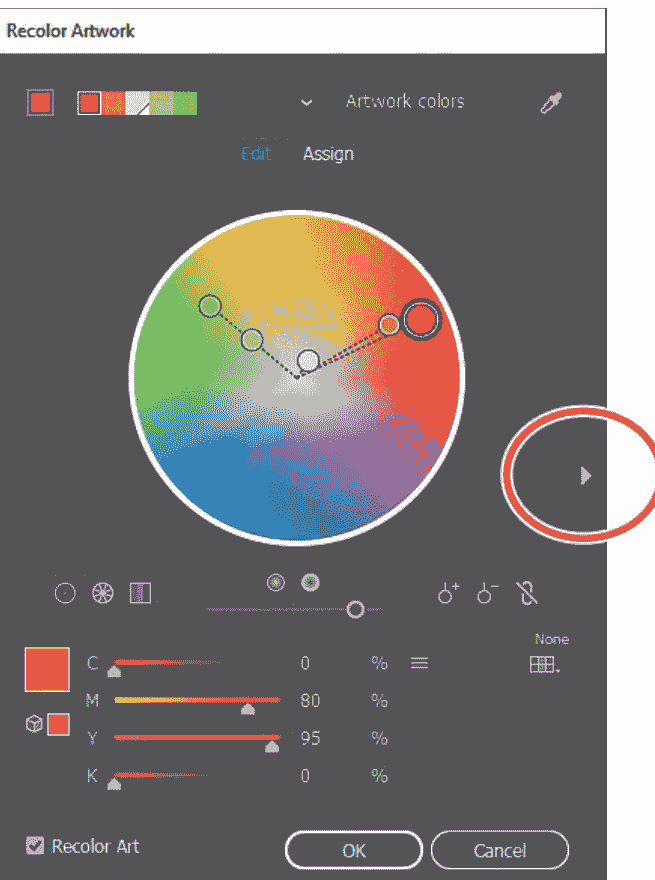 Recolor Artwork
Artwork colors
Edit Assign
None
C 0 %
M 80 %
Y 95 %
K 0 %
Recolor Art
OK Cancel